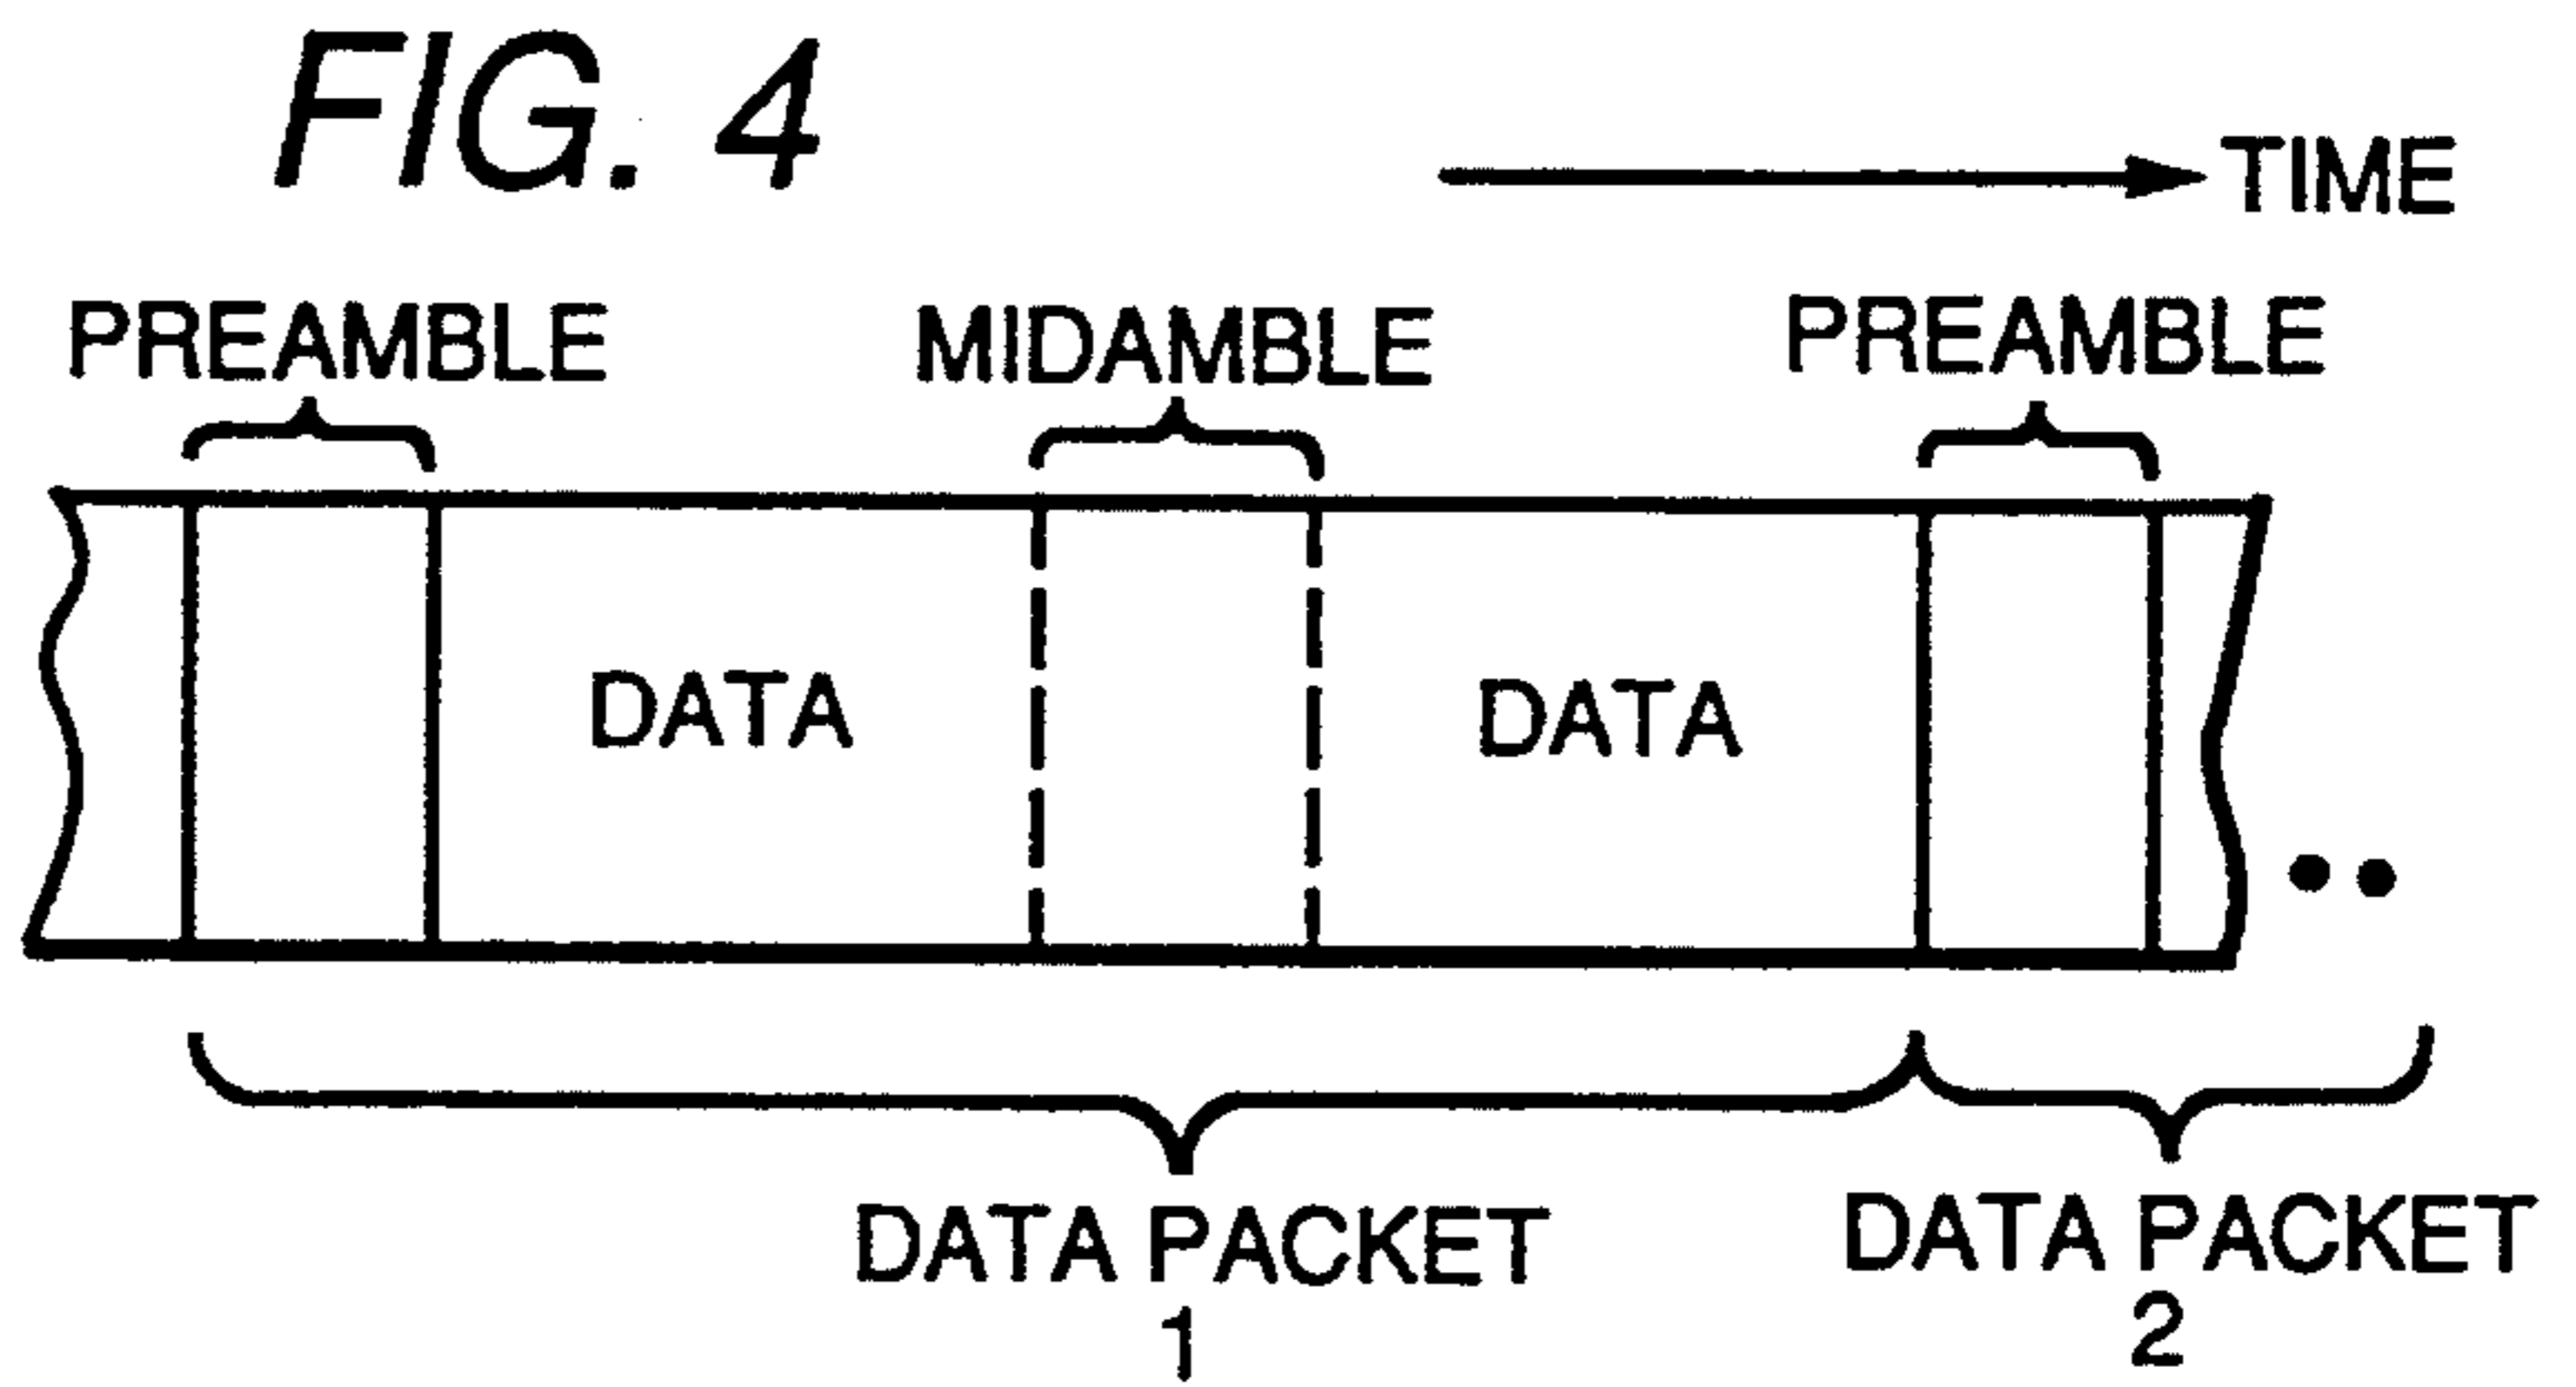 FIG. 4
TIME
PREAMBLE
MIDAMBLE
PREAMBLE
DATA
DATA
DATA PACKET
1
DATA PACKET
2